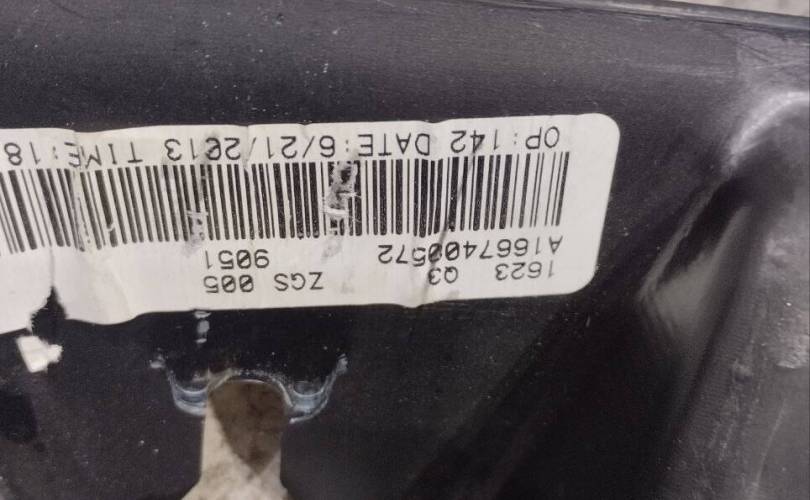 1623 Q3 ZGS 005
A1667400572 9051
OP:142 DATE:6/21/2013 TIME:18